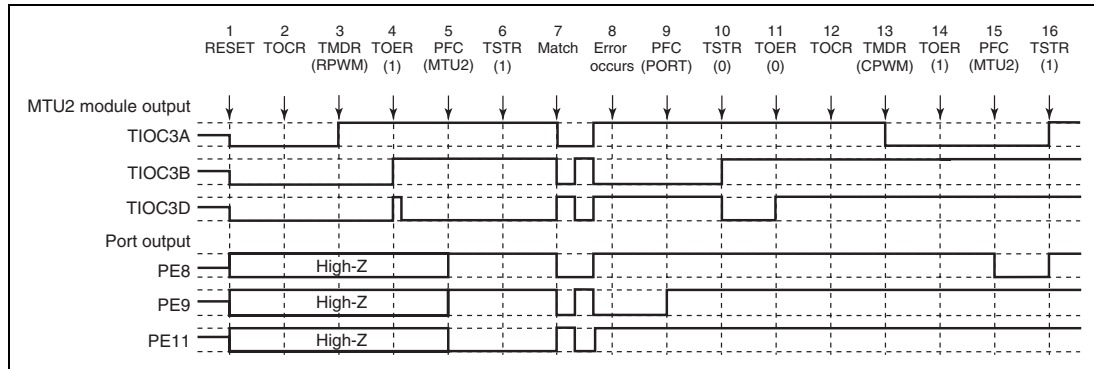 1 2 3 4 5 6 7 8 9 10 11 12 13 14 15 16
RESET TOCR TMDR TOER PFC TSTR Match Error PFC TSTR TOER TOCR TMDR TOER PFC TSTR
(RPWM) (1) (MTU2) (1) occurs (PORT) (0) (0) (CPWM) (1) (MTU2) (1)
MTU2 module output
TIOC3A
TIOC3B
TIOC3D
Port output
PE8 High-Z
PE9 High-Z
PE11 High-Z